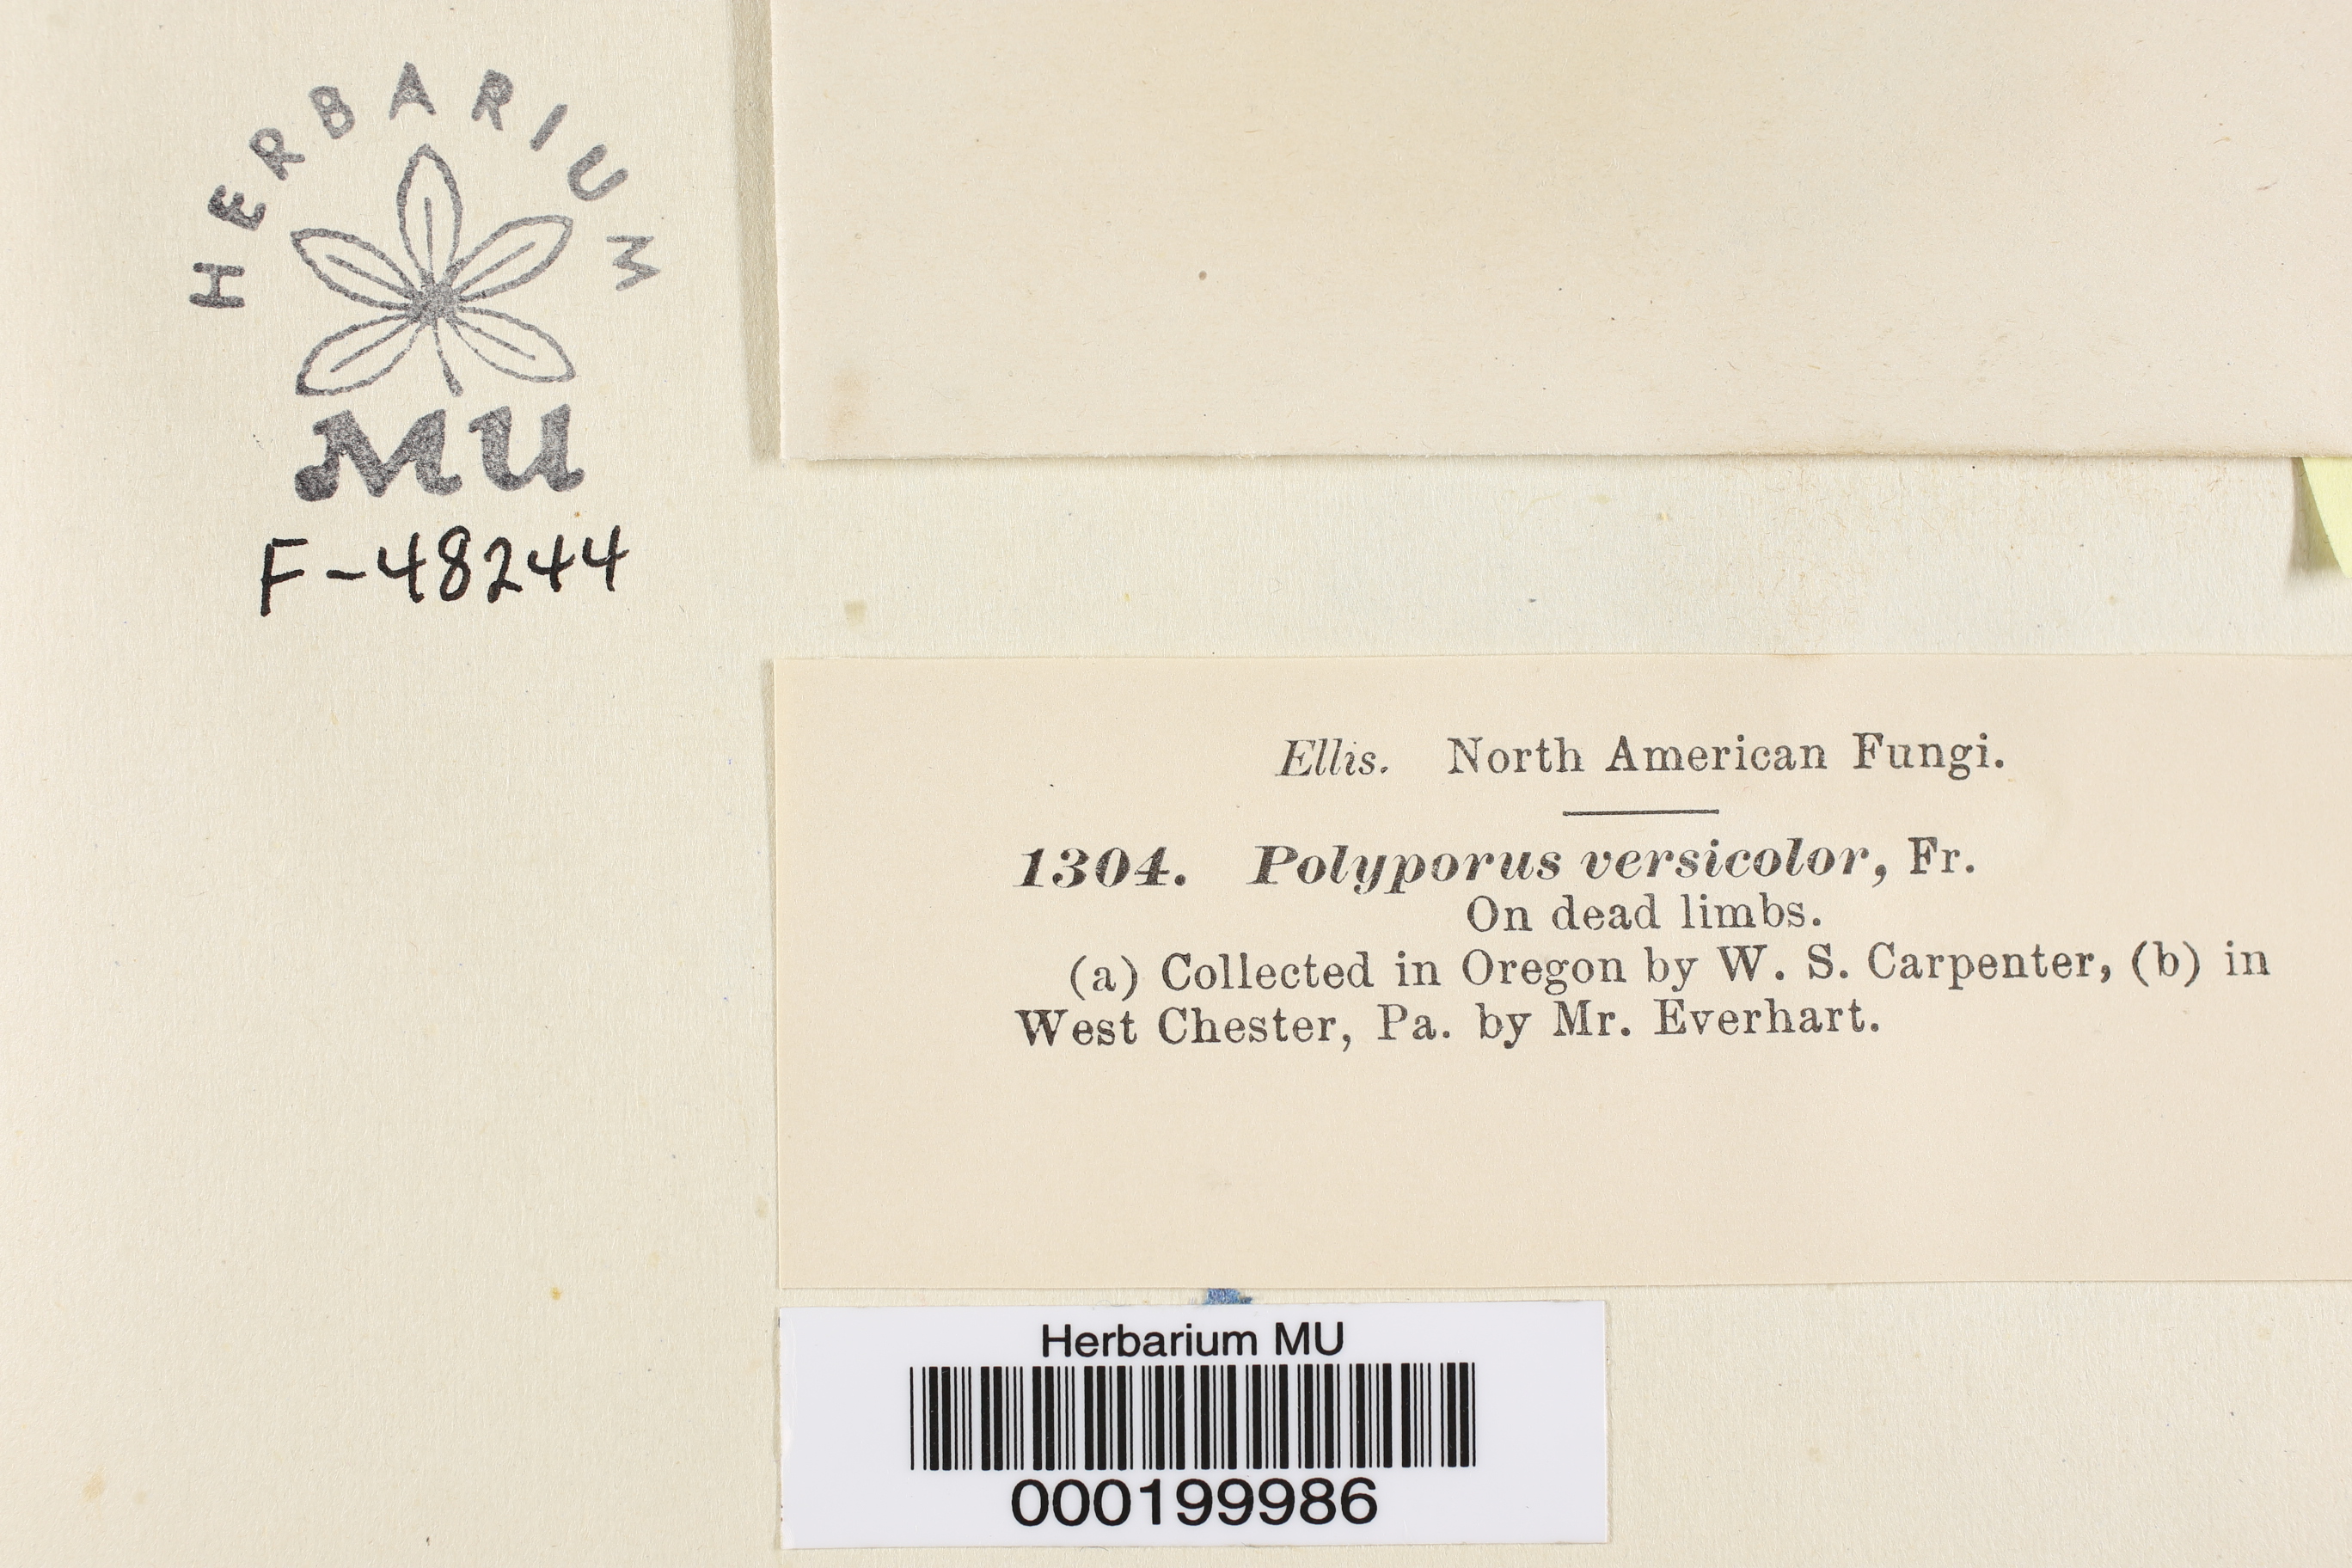 HERBARIUM
MU
F-48244
Ellis. North American Fungi.
1304. Polyporus versicolor, Fr.
On dead limbs.
(a) Collected in Oregon by W. S. Carpenter, (b) in
West Chester, Pa. by Mr. Everhart.
Herbarium MU
000199986